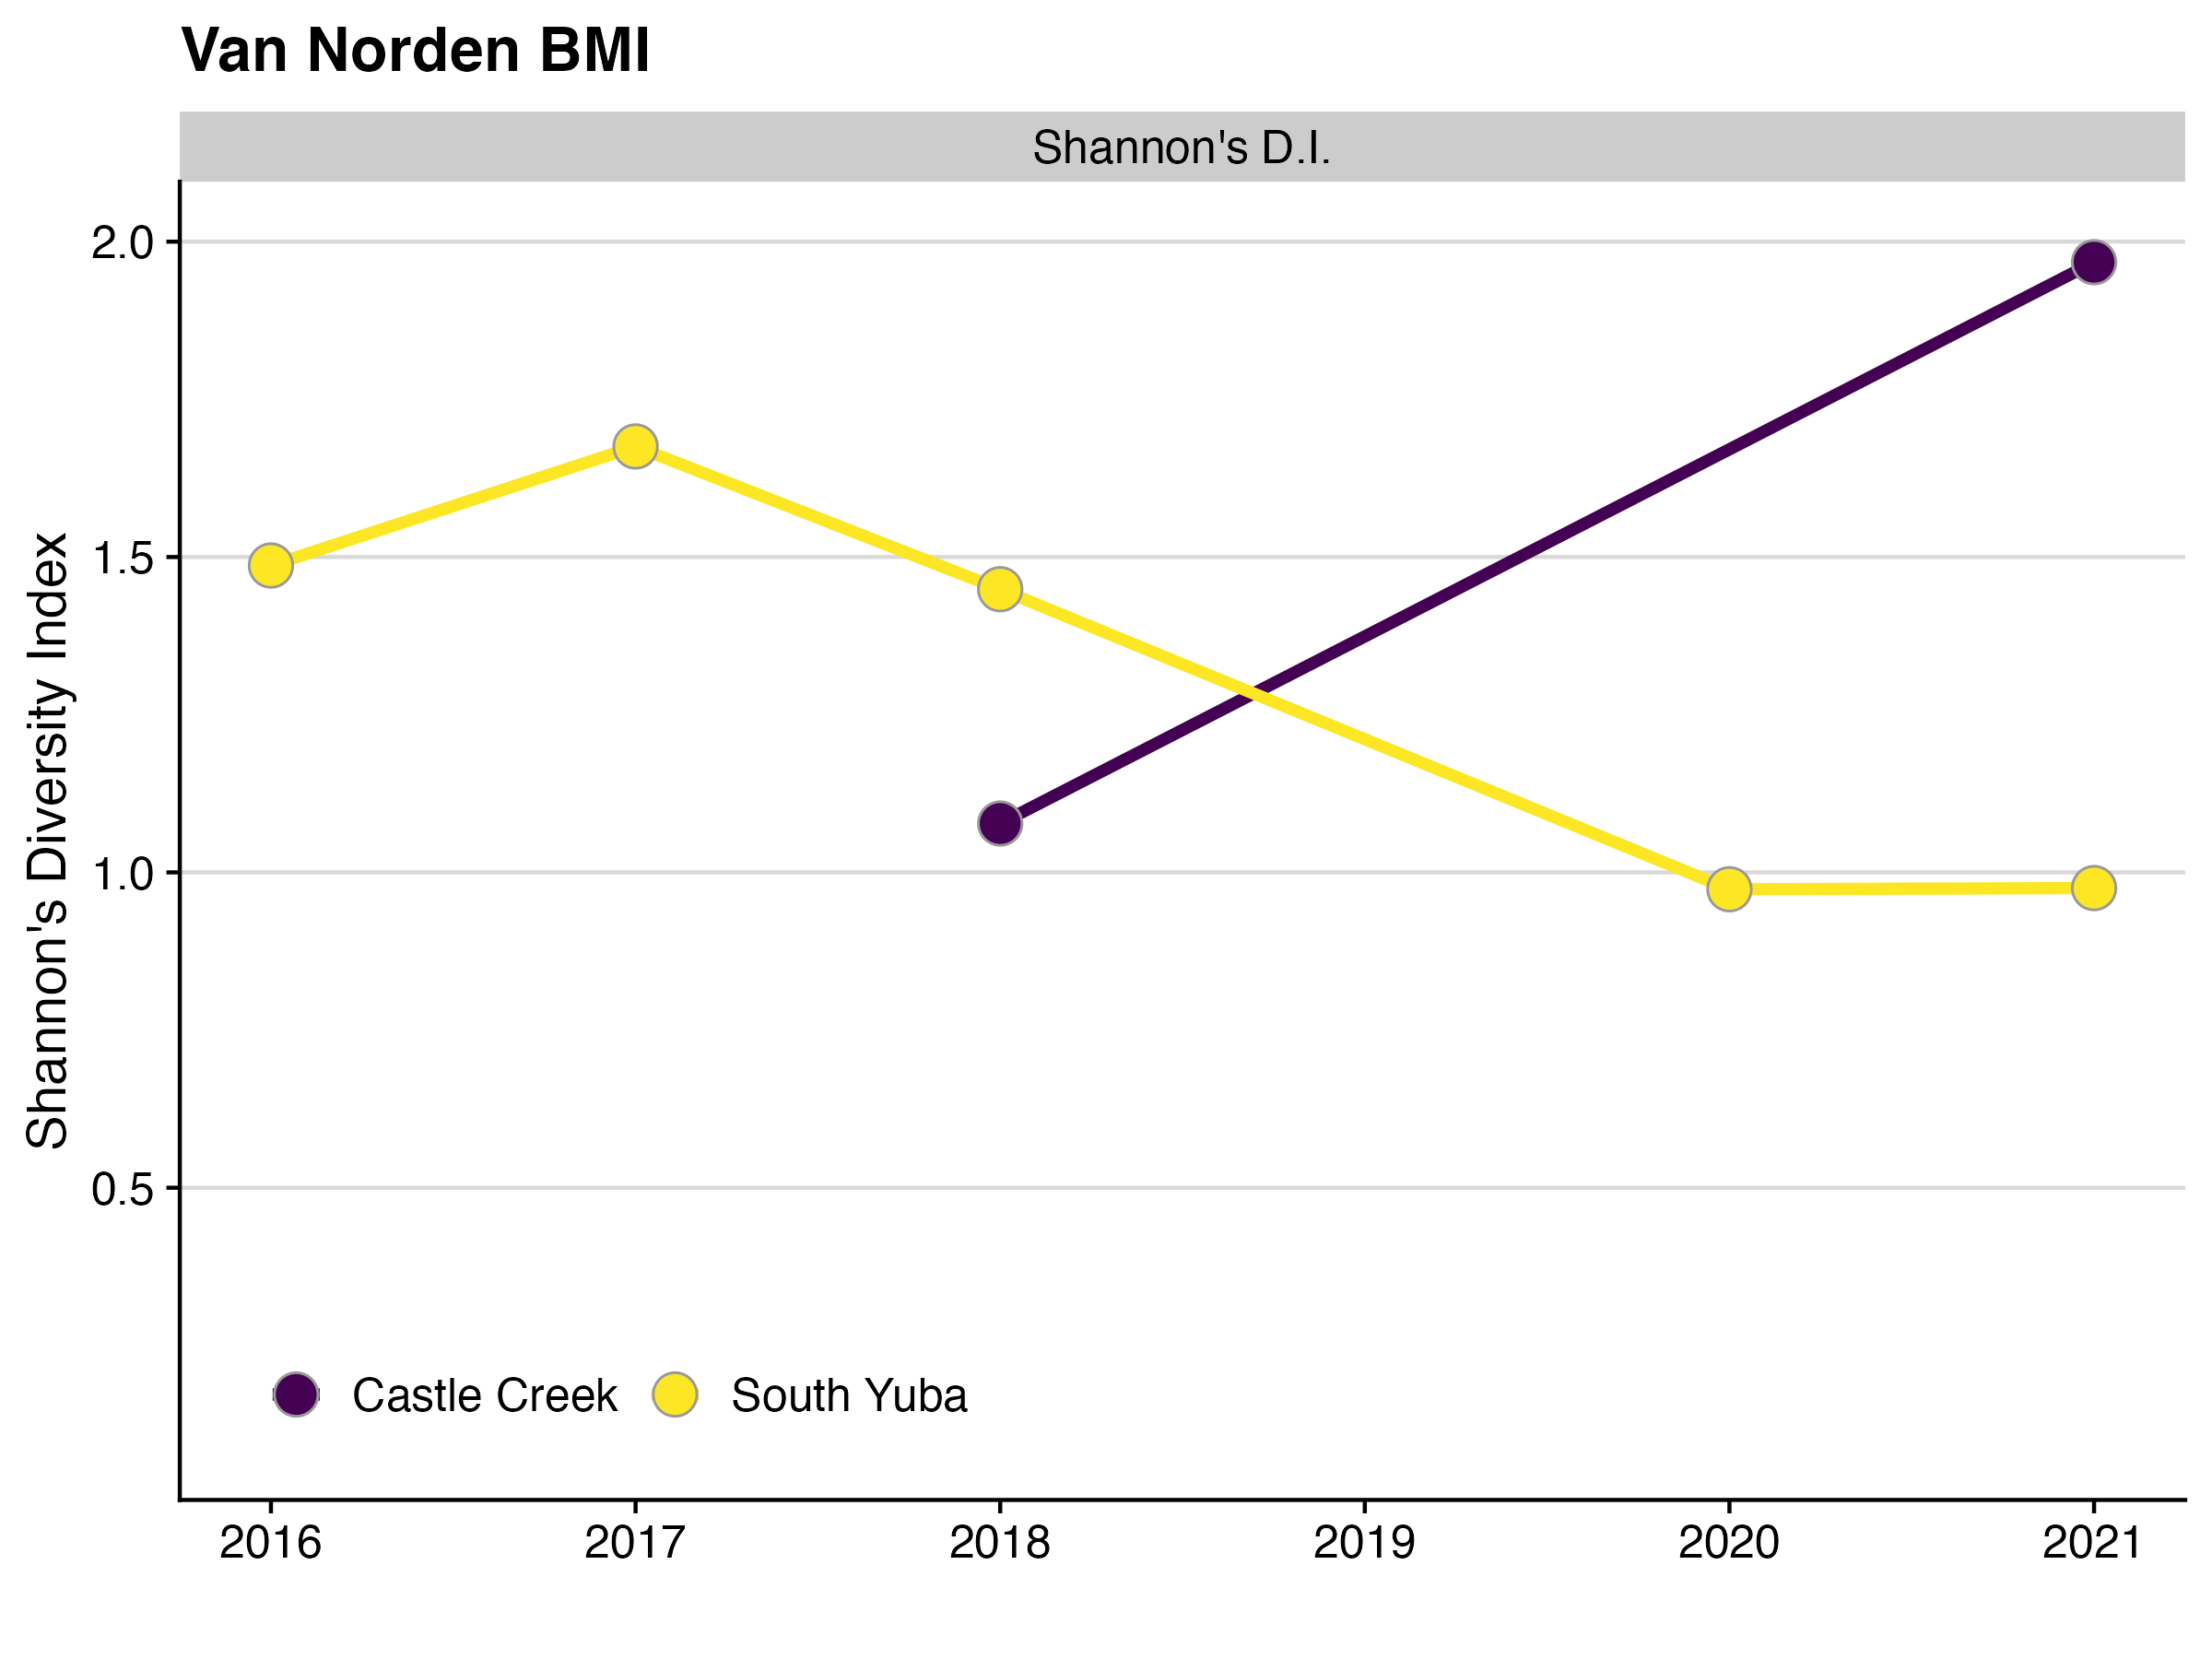 Van Norden BMI
Shannon's D.I.
Shannon's Diversity Index
2.0
1.5
1.0
0.5
Castle Creek South Yuba
2016 2017 2018 2019 2020 2021